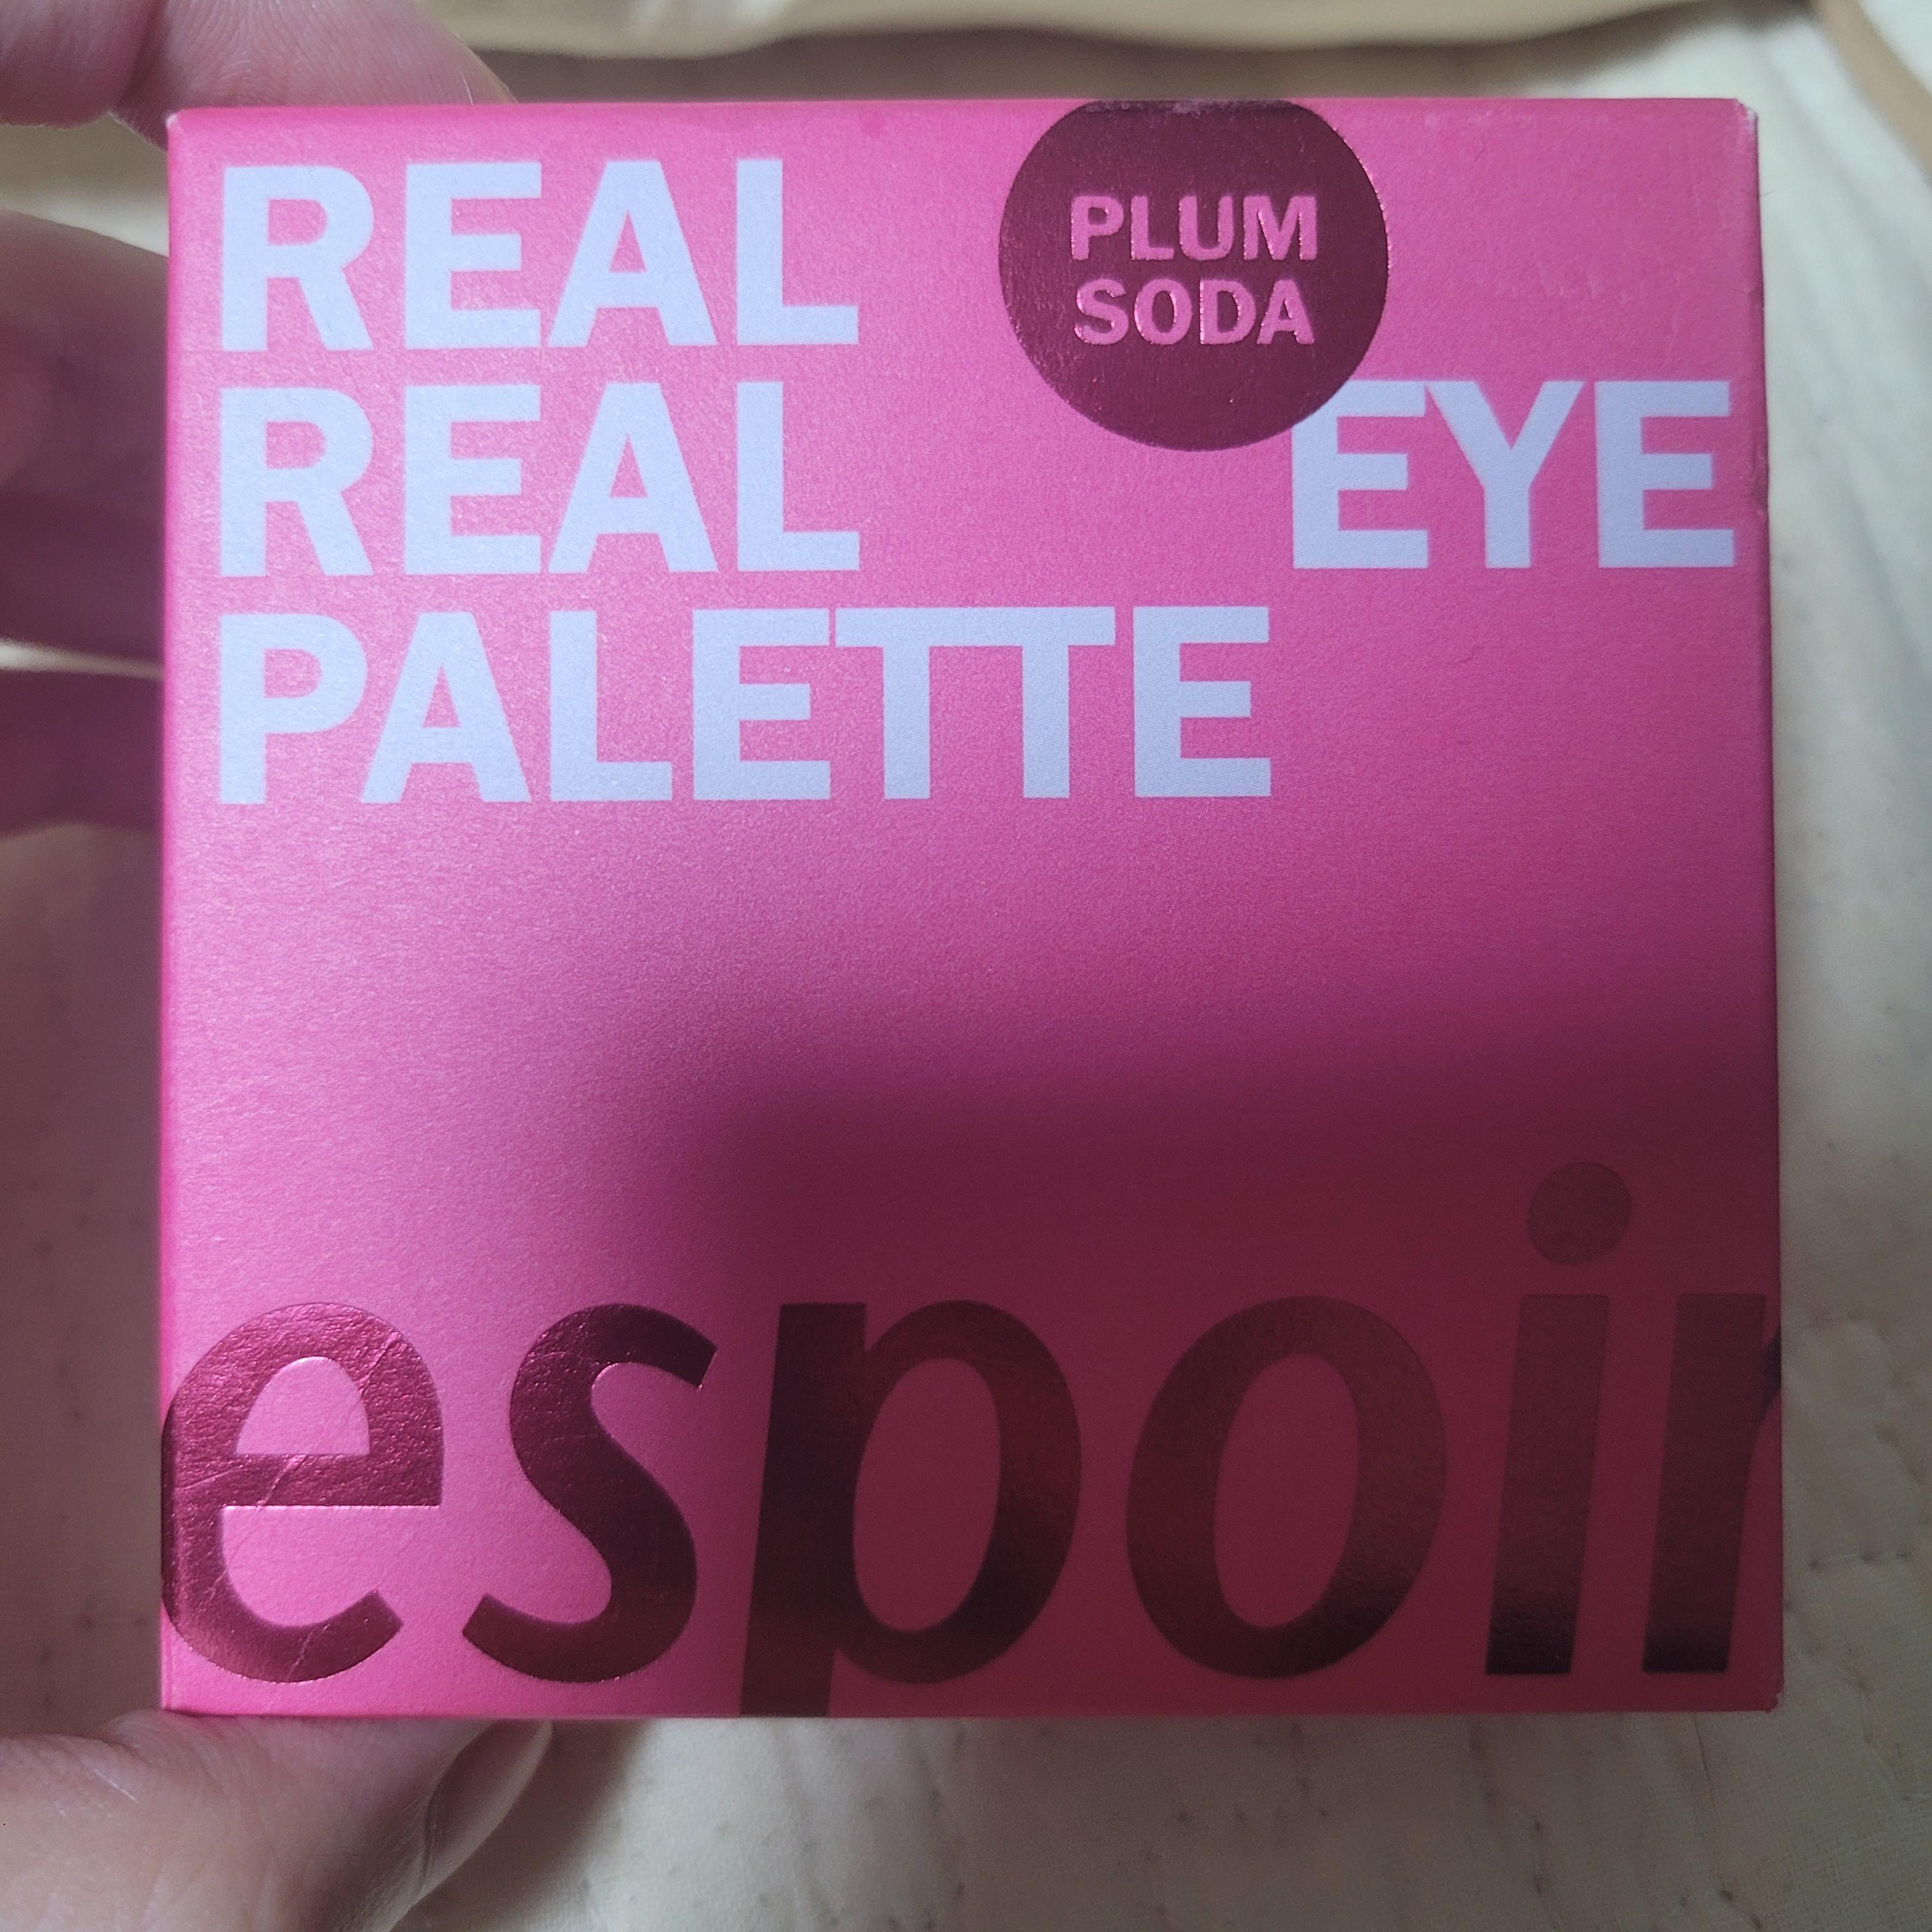 REAL
PLUM
SODA
REAL EYE
PALETTE
espoir